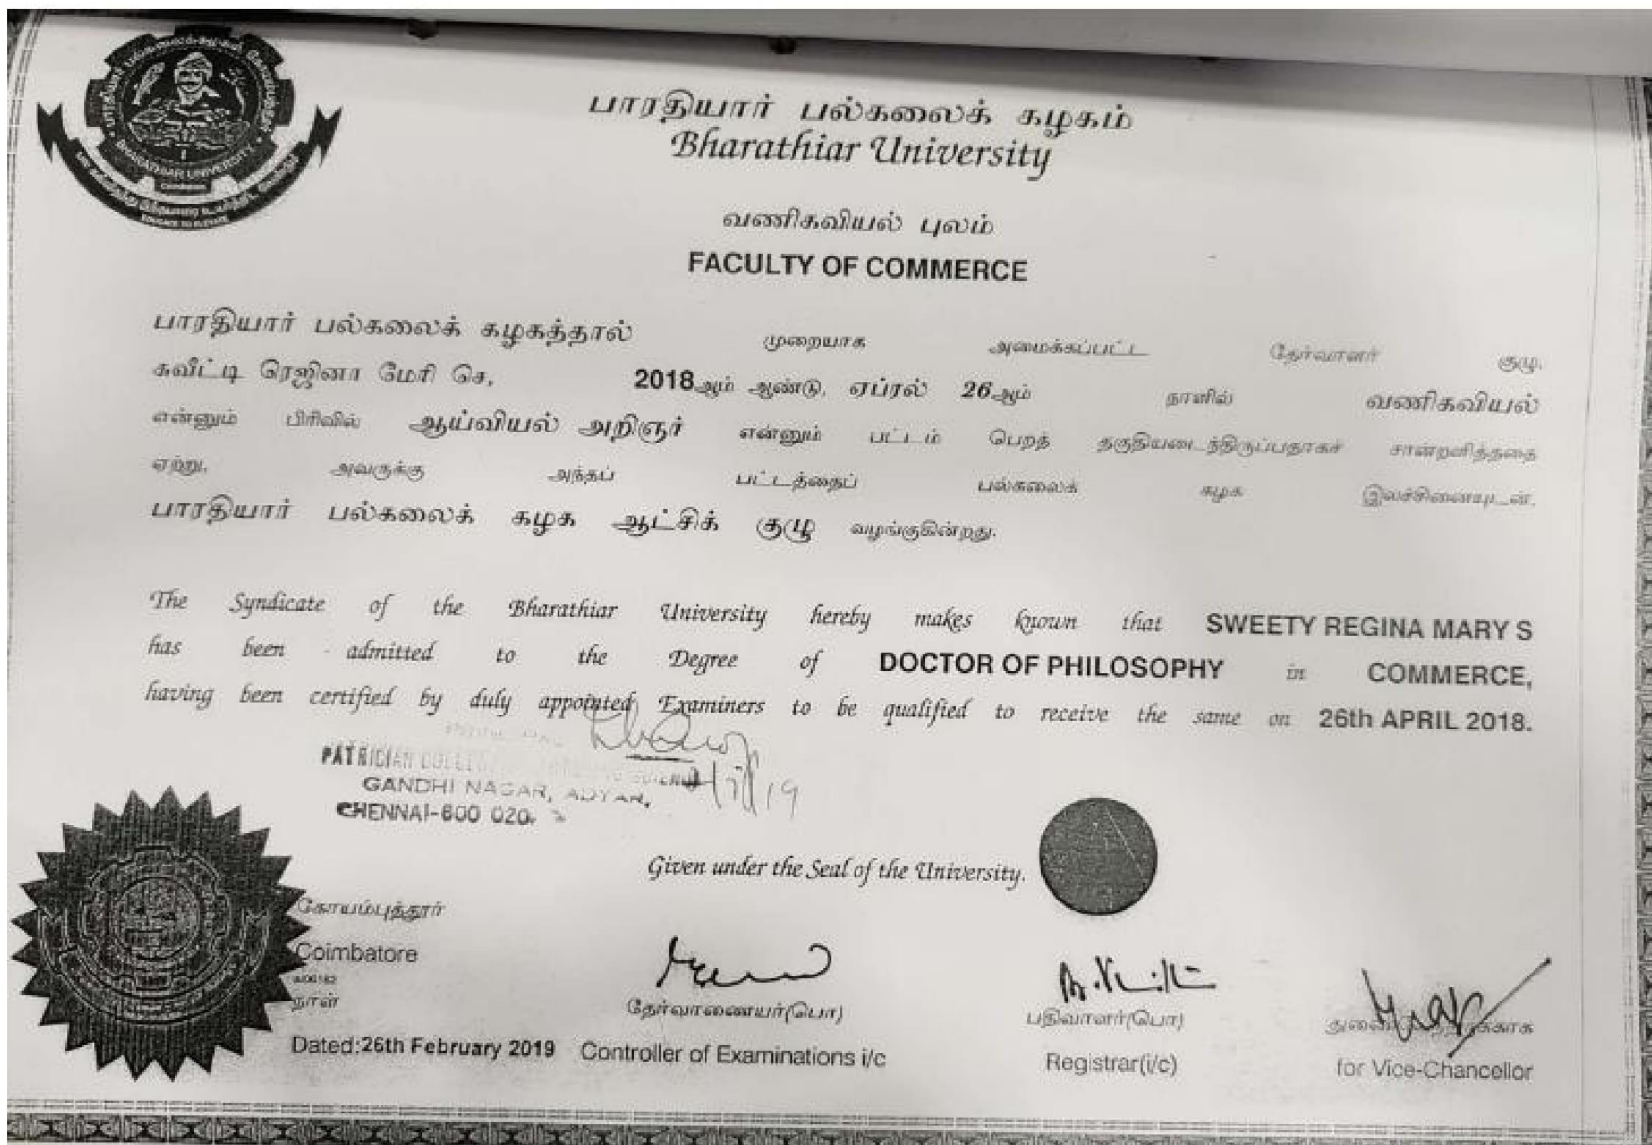 BHARATHIAR UNIVERSITY
Coimbatore
EDUCATE TO ELEVATE
பாரதியார் பல்கலைக் கழகம்
Bharathiar University
வணிகவியல் புலம்
FACULTY OF COMMERCE
பாரதியார் பல்கலைக் கழகத்தால் முறையாக அமைக்கப்பட்ட தேர்வாளர் குழு,
சுவீட்டி ரெஜினா மேரி செ, 2018ஆம் ஆண்டு, ஏப்ரல் 26ஆம் நாளில் வணிகவியல்
என்னும் பிரிவில் ஆய்வியல் அறிஞர் என்னும் பட்டம் பெறத் தகுதியடைந்திருப்பதாகச் சான்றளித்ததை
ஏற்று, அவருக்கு அந்தப் பட்டத்தைப் பல்கலைக் கழக இலச்சினையுடன்,
பாரதியார் பல்கலைக் கழக ஆட்சிக் குழு வழங்குகின்றது.
The Syndicate of the Bharathiar University hereby makes known that SWEETY REGINA MARY S
has been admitted to the Degree of DOCTOR OF PHILOSOPHY in COMMERCE,
having been certified by duly appointed Examiners to be qualified to receive the same on 26th APRIL 2018.
PATRICIAN
GANDHI NAGAR, ADYAR,
CHENNAI-600 020.
Given under the Seal of the University.
கோயம்புத்தூர்
Coimbatore
நாள்
Dated:26th February 2019
தேர்வாணையர்(பொ)
Controller of Examinations i/c
பதிவாளர்(பொ)
Registrar(i/c)
for Vice-Chancellor